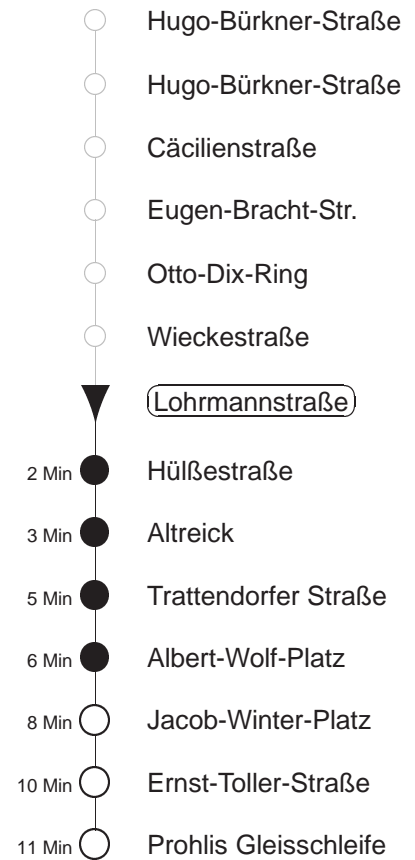 Hugo-Bürkner-Straße
Hugo-Bürkner-Straße
Cäcilienstraße
Eugen-Bracht-Str.
Otto-Dix-Ring
Wieckestraße
Lohrmannstraße
2 Min Hülßestraße
3 Min Altreick
5 Min Trattendorfer Straße
6 Min Albert-Wolf-Platz
8 Min Jacob-Winter-Platz
10 Min Ernst-Toller-Straße
11 Min Prohlis Gleisschleife